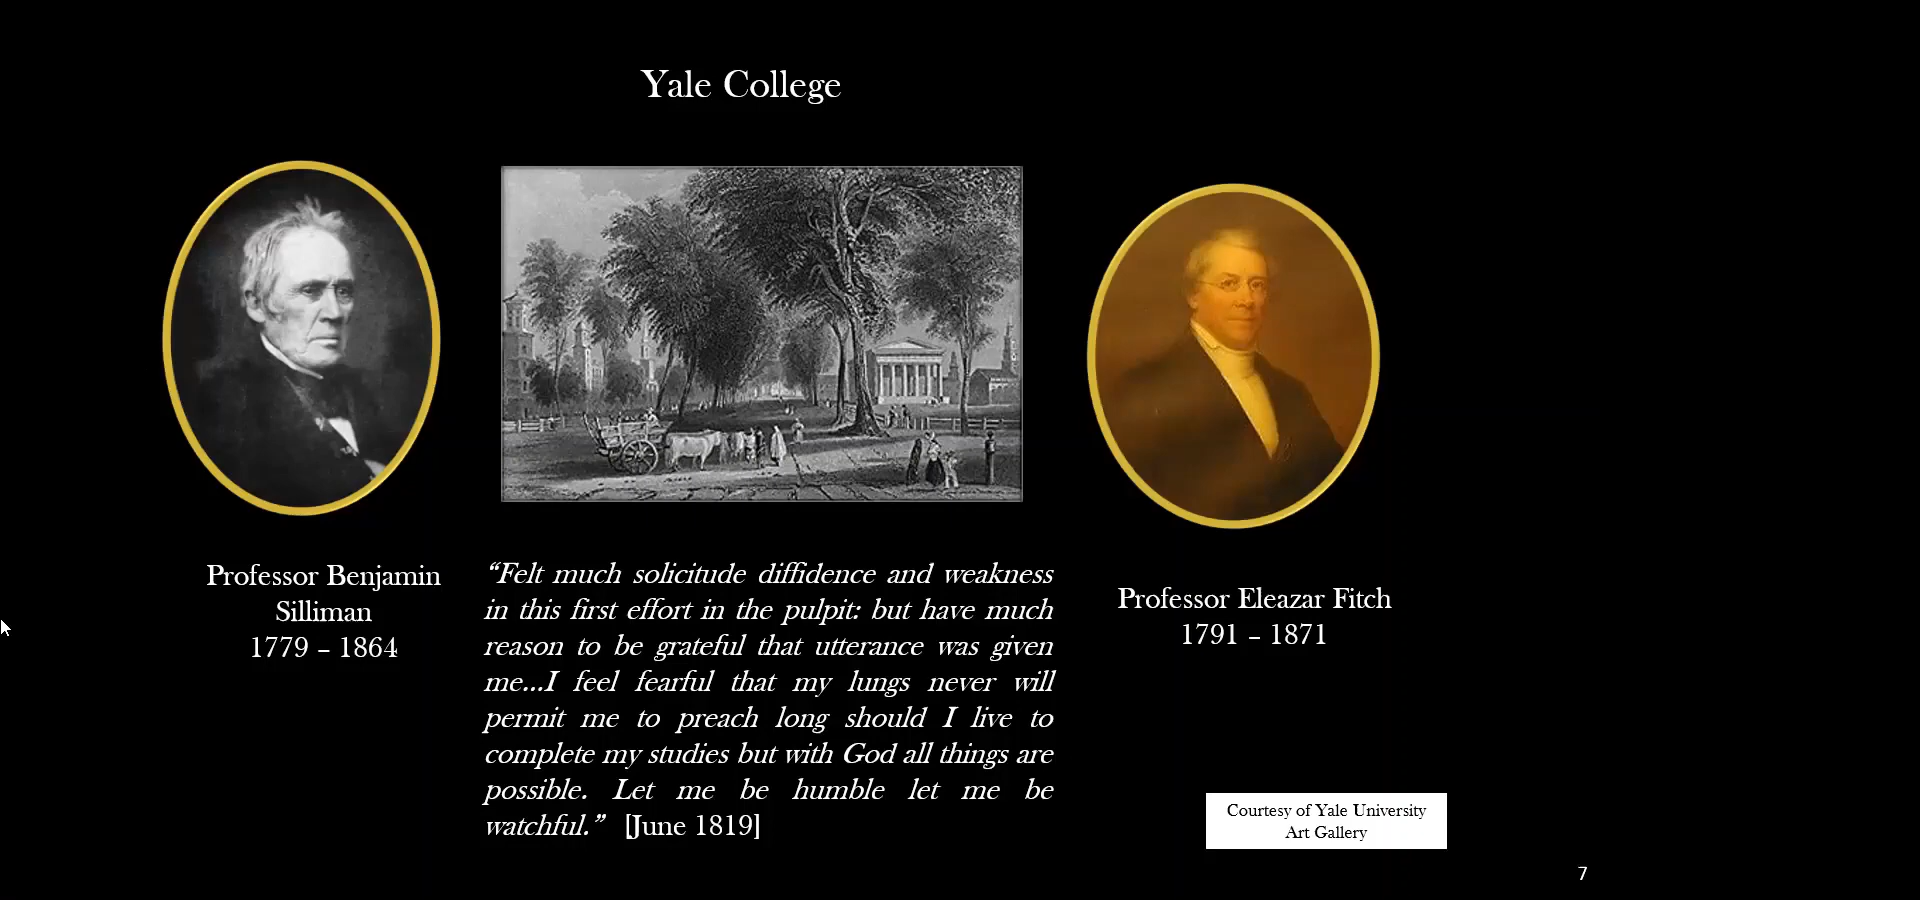 Yale College
Professor Benjamin
Silliman
1779 – 1864
“Felt much solicitude diffidence and weakness
in this first effort in the pulpit: but have much
reason to be grateful that utterance was given
me...I feel fearful that my lungs never will
permit me to preach long should I live to
complete my studies but with God all things are
possible. Let me be humble let me be
watchful.” [June 1819]
Professor Eleazar Fitch
1791 – 1871
Courtesy of Yale University
Art Gallery
7